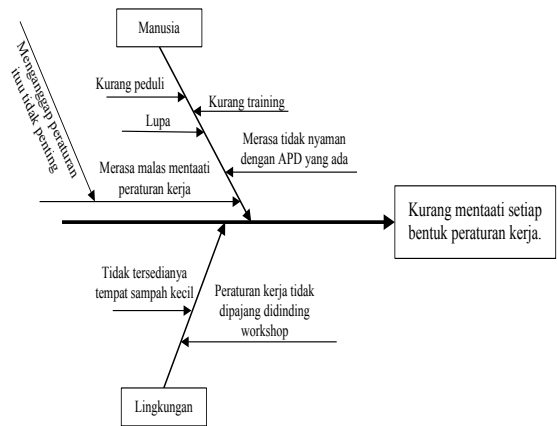 Manusia
Menganggap peraturan
ituu tidak penting
Kurang peduli
Kurang training
Lupa
Merasa tidak nyaman
dengan APD yang ada
Merasa malas mentaati
peraturan kerja
Kurang mentaati setiap
bentuk peraturan kerja.
Tidak tersedianya
tempat sampah kecil
Peraturan kerja tidak
dipajang didinding
workshop
Lingkungan